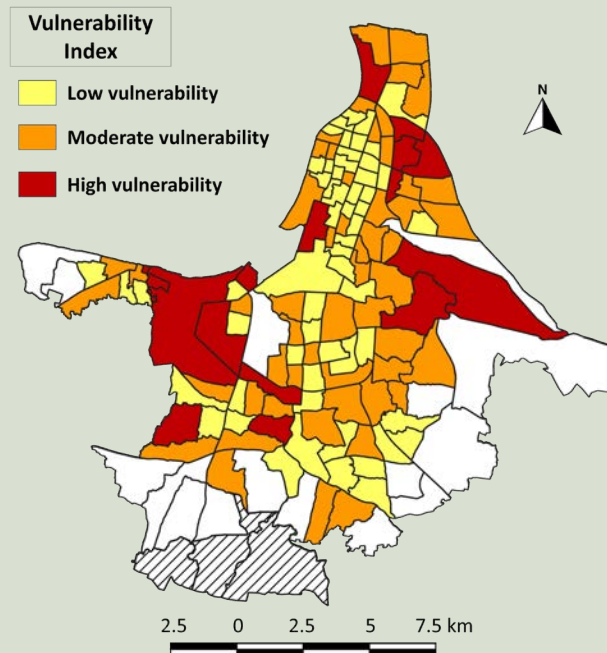 Vulnerability
Index
Low vulnerability
Moderate vulnerability
High vulnerability
N
2.5 0 2.5 5 7.5 km